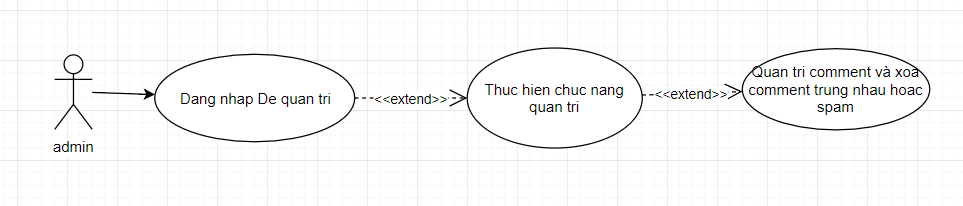 Dang nhap De quan tri
<<extend>>
Thuc hien chuc nang
quan tri
<<extend>>
Quan tri comment và xoá
comment trung nhau hoac
spam
admin